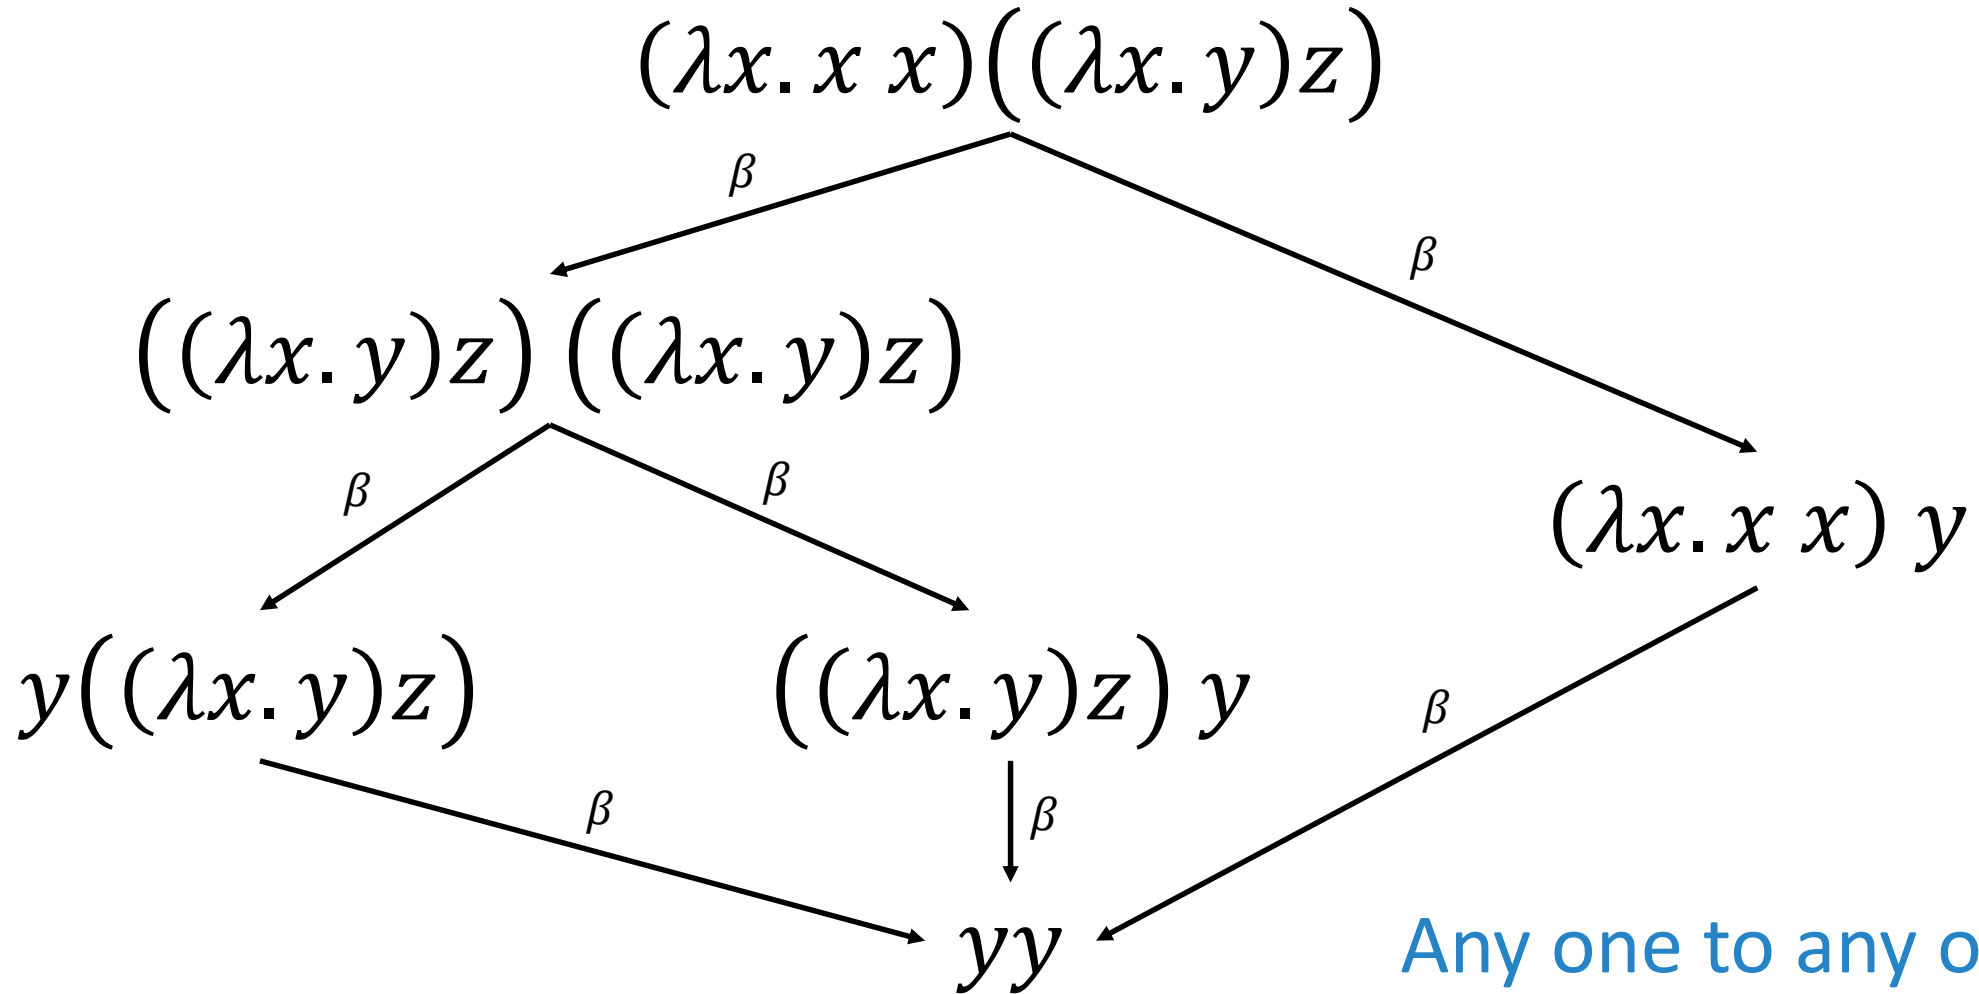 (λx. x x)((λx. y)z)
β
β
((λx. y)z) ((λx. y)z)
β
β
(λx. x x) y
y((λx. y)z)
((λx. y)z) y
β
β
β
yy
Any one to any o